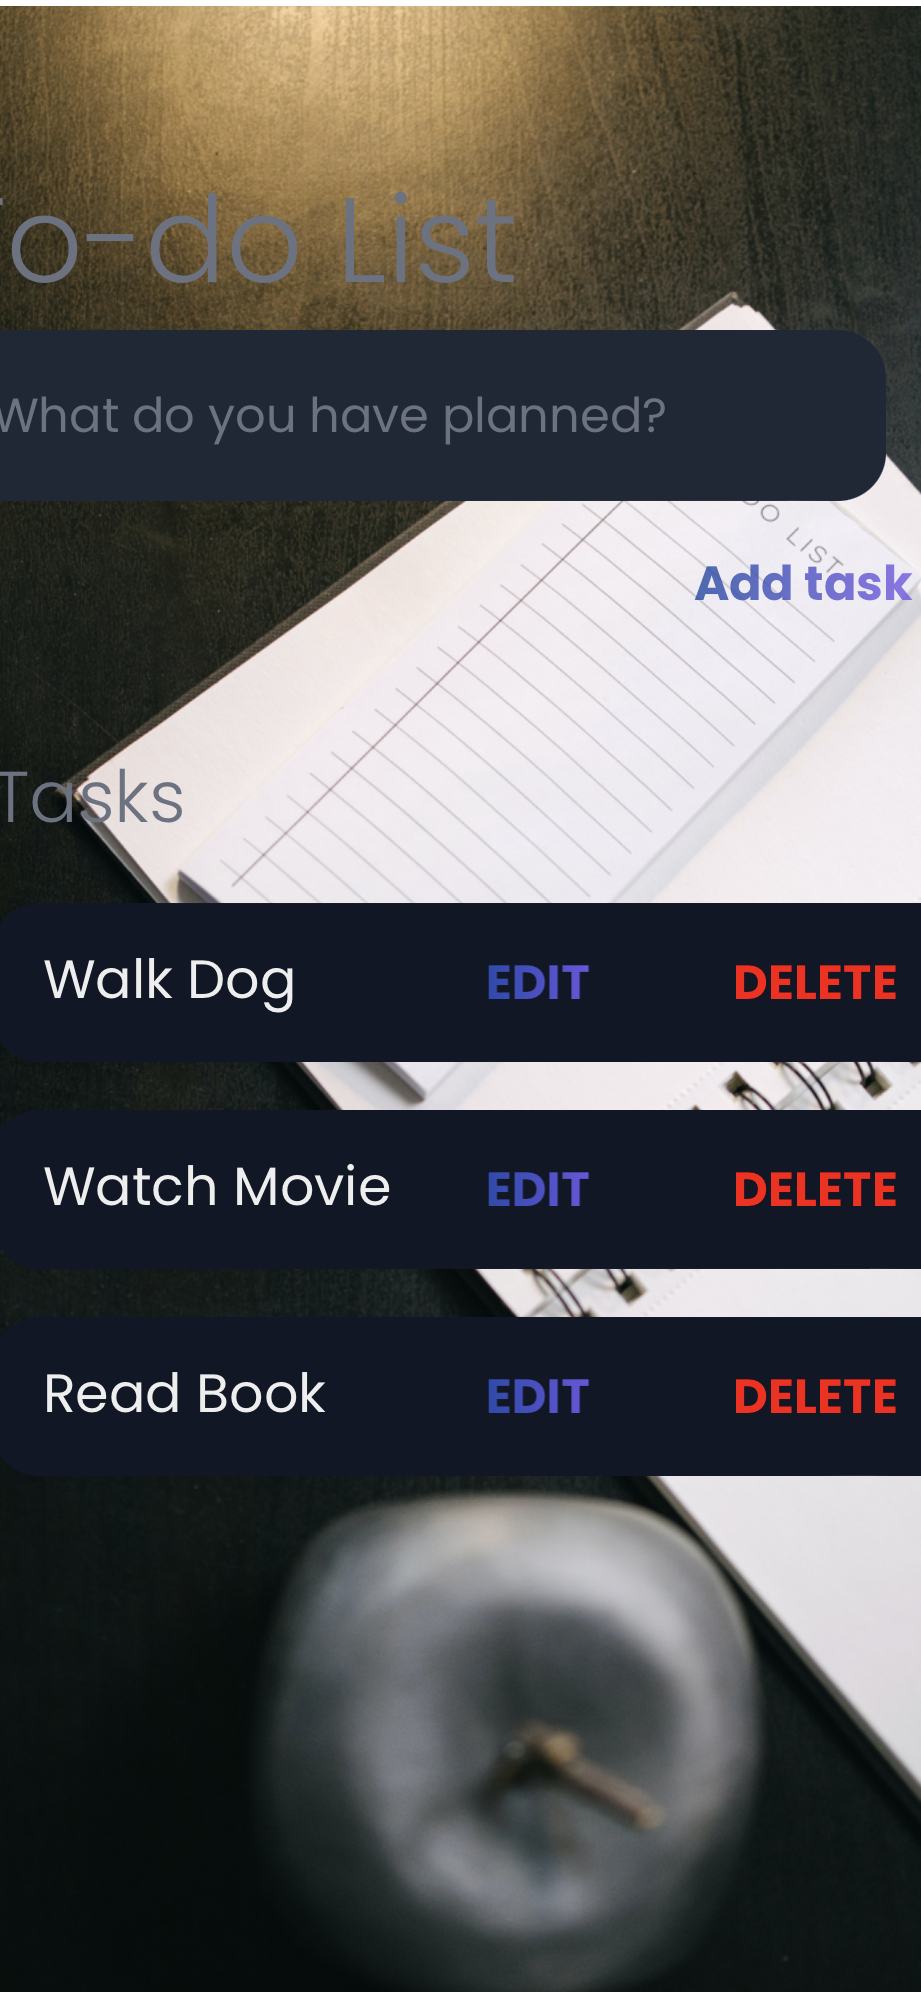 To-do List
What do you have planned?
DO LIST
Add task
Tasks
Walk Dog EDIT DELETE
Watch Movie EDIT DELETE
Read Book EDIT DELETE